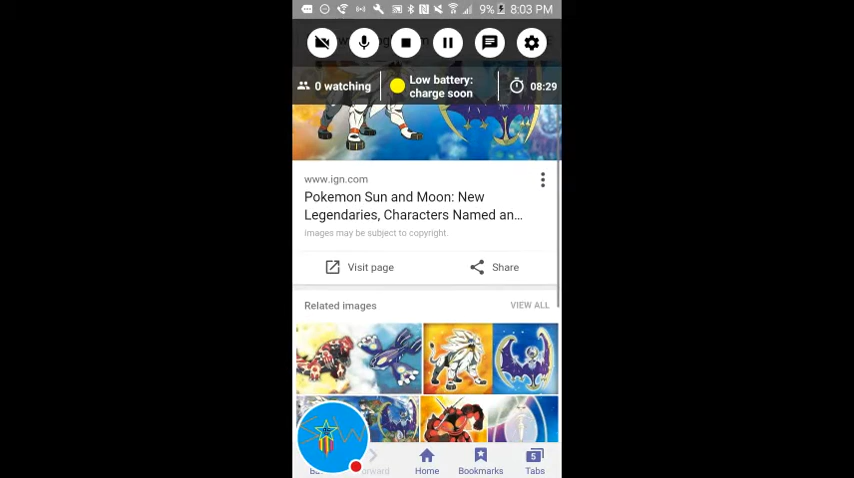 9% 8:03 PM
0 watching
Low battery:
charge soon
08:29
www.ign.com
Pokemon Sun and Moon: New
Legendaries, Characters Named an...
images may be subject to copyright.
Visit page
Share
Related images
VIEW ALL
Home
Bookmarks
5
Tabs